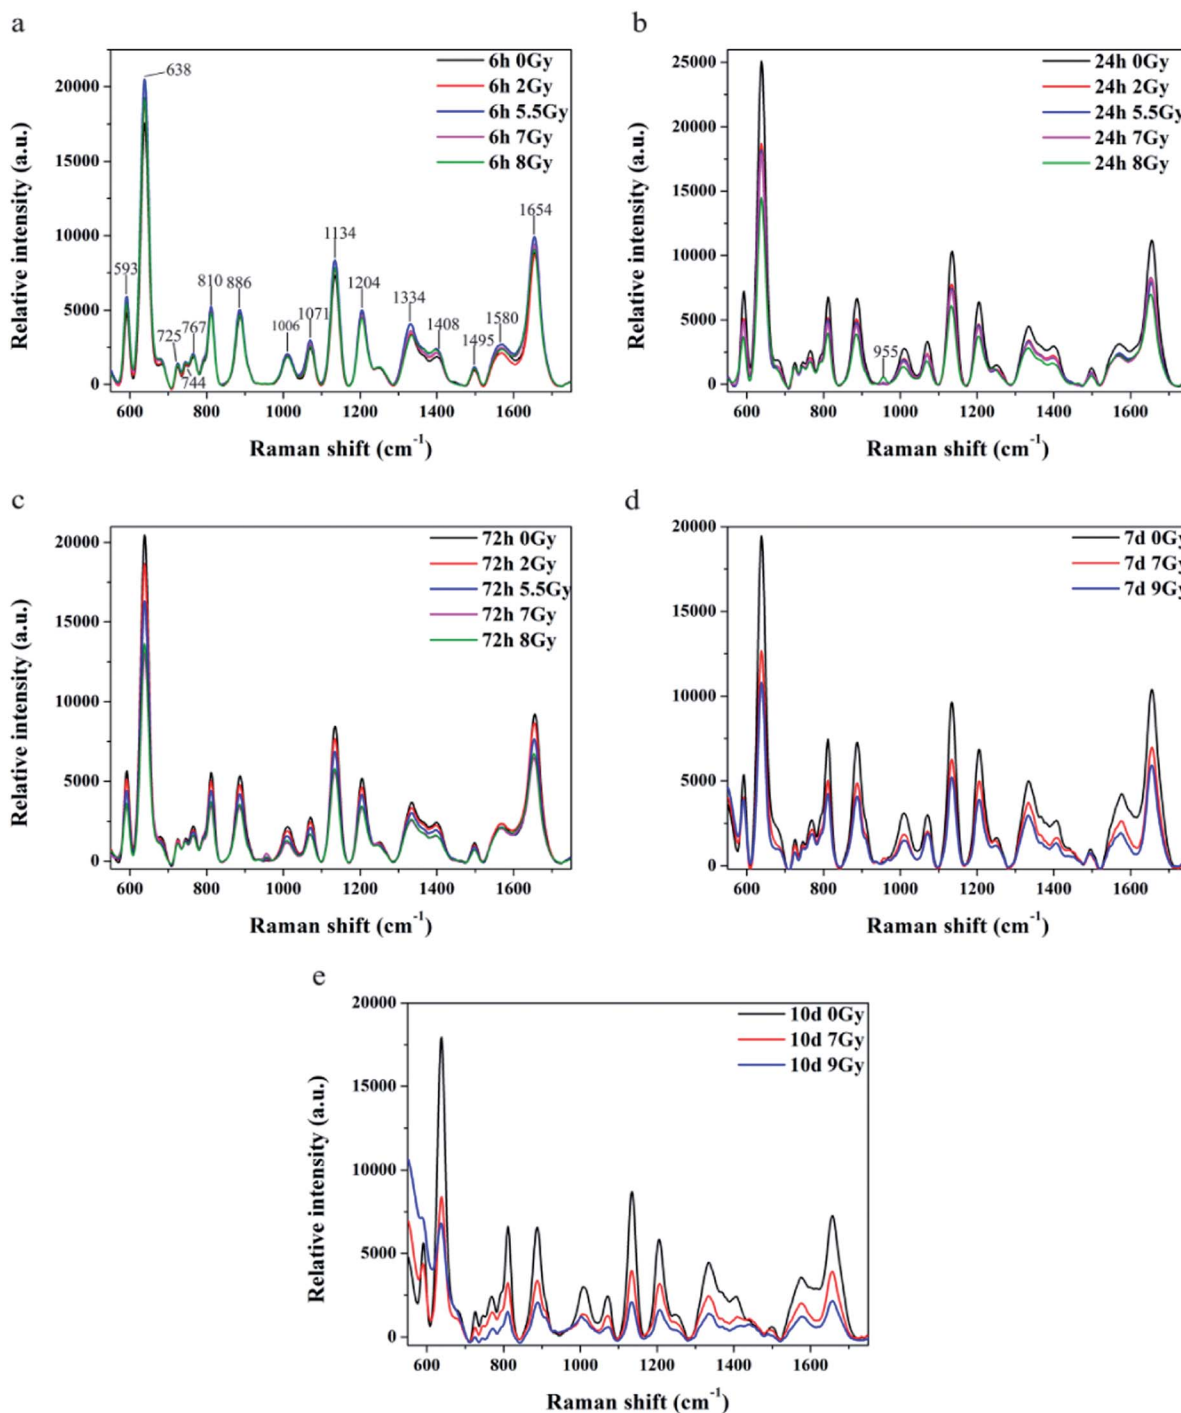 a
Relative intensity (a.u.)
20000
15000
10000
5000
0
638
593
725
744
767
810
886
1006
1071
1134
1204
1334
1408
1495
1580
1654
6h 0Gy
6h 2Gy
6h 5.5Gy
6h 7Gy
6h 8Gy
600 800 1000 1200 1400 1600
Raman shift (cm⁻¹)
b
Relative intensity (a.u.)
25000
20000
15000
10000
5000
0
955
24h 0Gy
24h 2Gy
24h 5.5Gy
24h 7Gy
24h 8Gy
600 800 1000 1200 1400 1600
Raman shift (cm⁻¹)
c
Relative intensity (a.u.)
20000
15000
10000
5000
0
72h 0Gy
72h 2Gy
72h 5.5Gy
72h 7Gy
72h 8Gy
600 800 1000 1200 1400 1600
Raman shift (cm⁻¹)
d
Relative intensity (a.u.)
20000
15000
10000
5000
0
7d 0Gy
7d 7Gy
7d 9Gy
600 800 1000 1200 1400 1600
Raman shift (cm⁻¹)
e
Relative intensity (a.u.)
20000
15000
10000
5000
0
10d 0Gy
10d 7Gy
10d 9Gy
600 800 1000 1200 1400 1600
Raman shift (cm⁻¹)